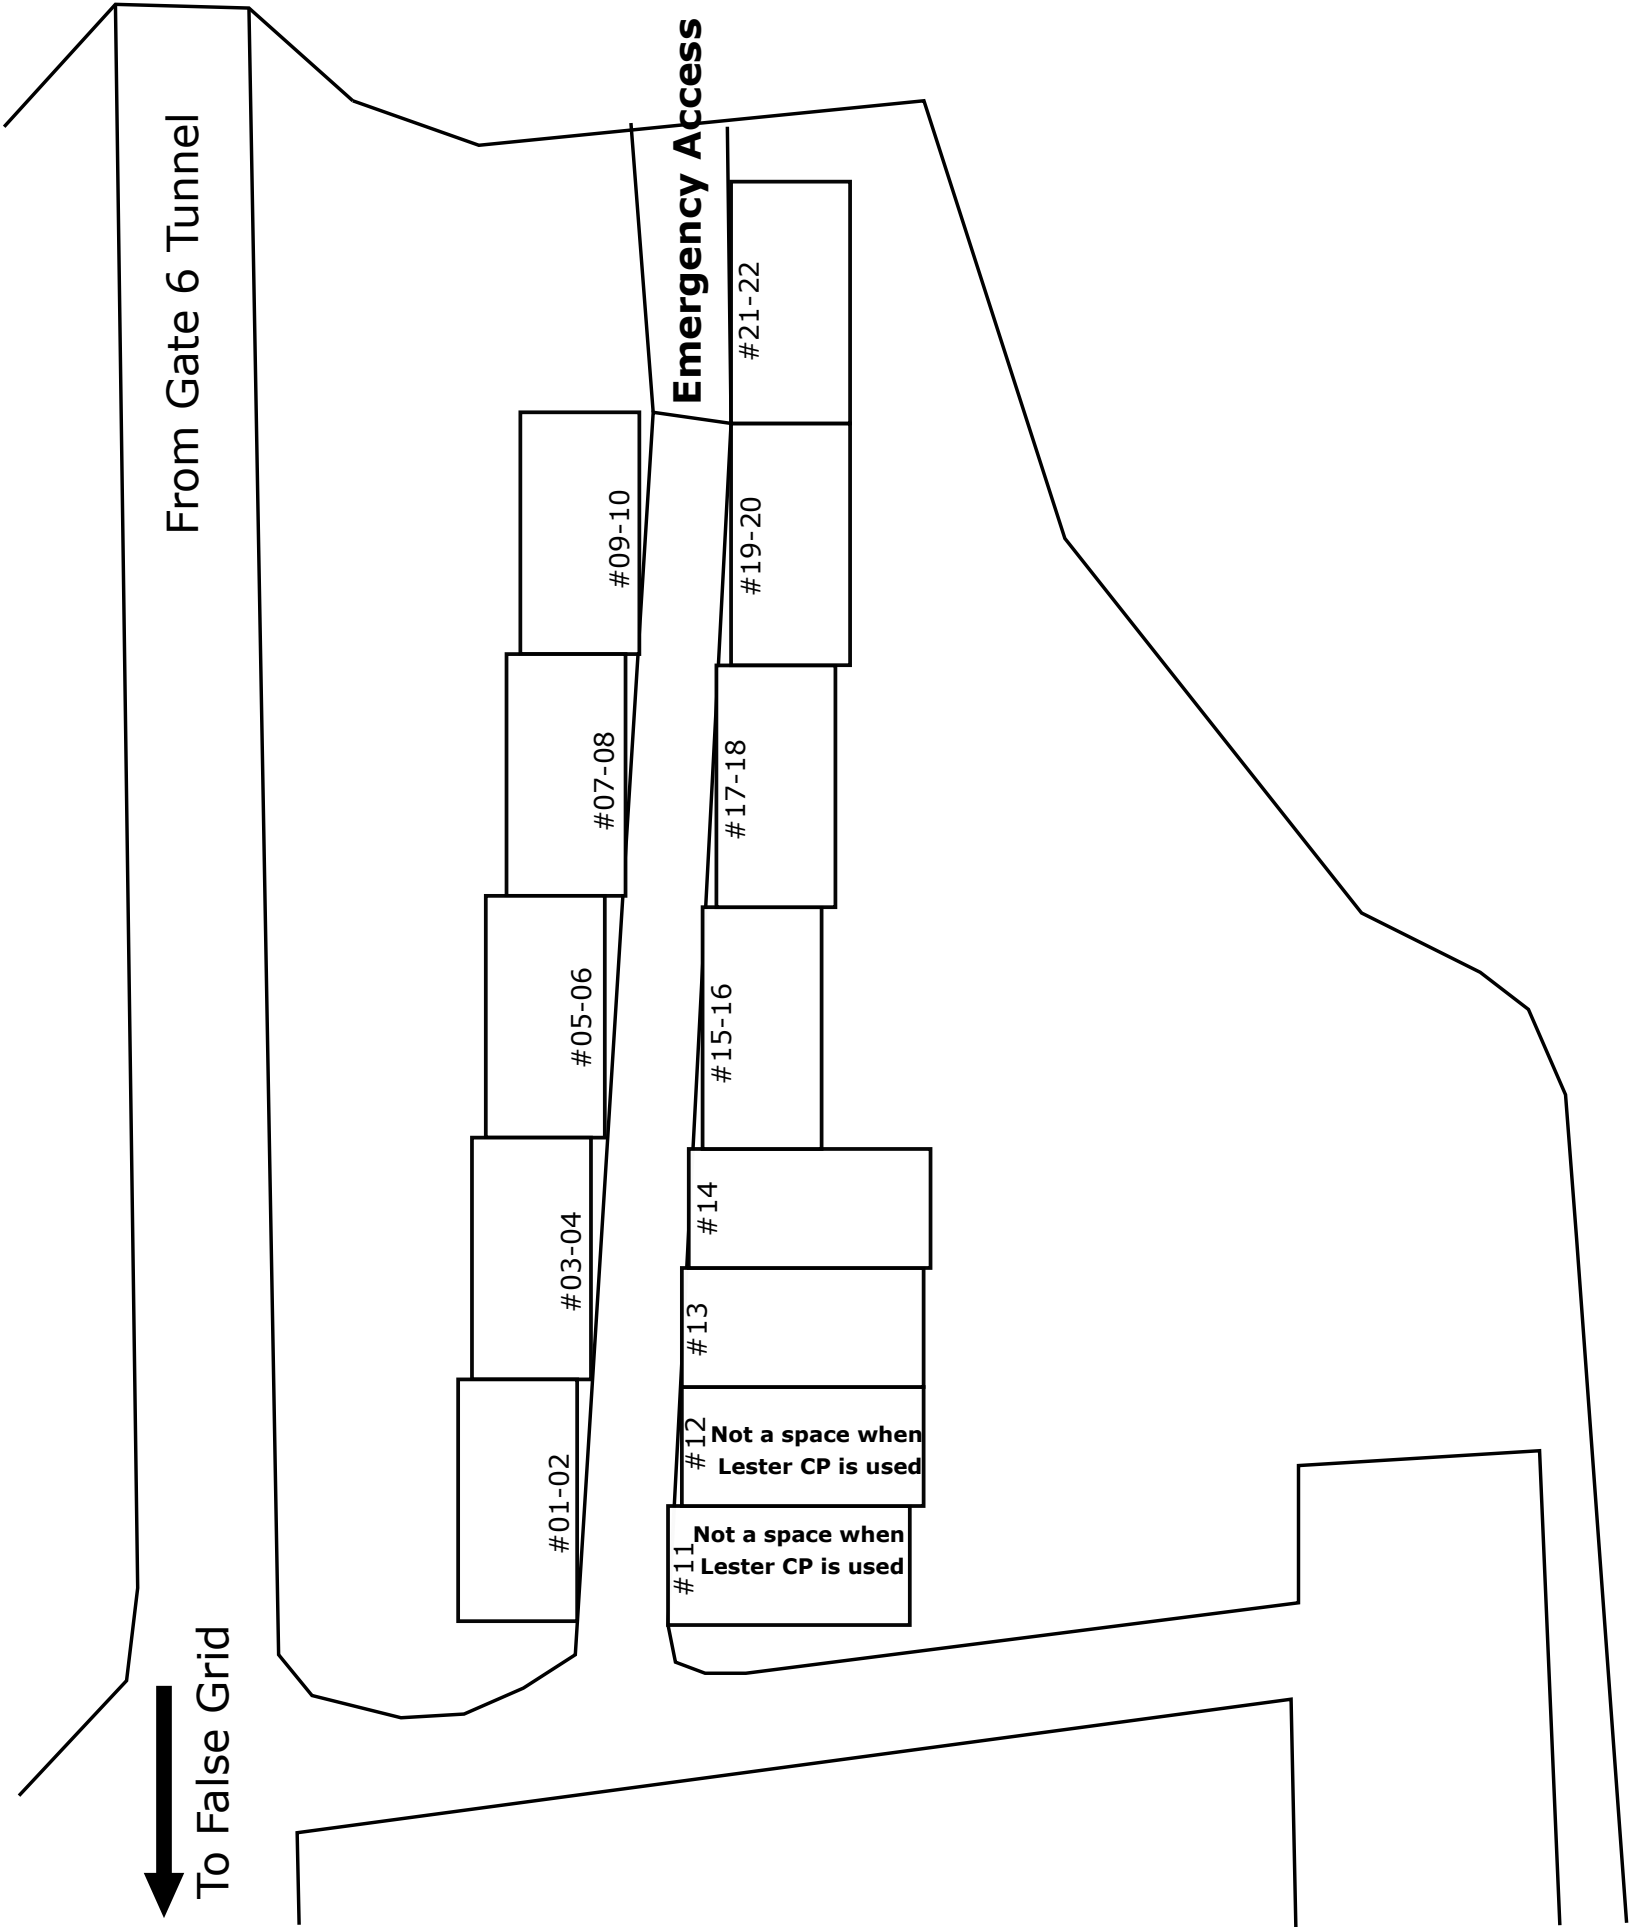 From Gate 6 Tunnel
Emergency Access
#21-22
#09-10
#19-20
#07-08
#17-18
#05-06
#15-16
#03-04
#14
#13
#01-02
#12
Not a space when
Lester CP is used
#11
Not a space when
Lester CP is used
To False Grid